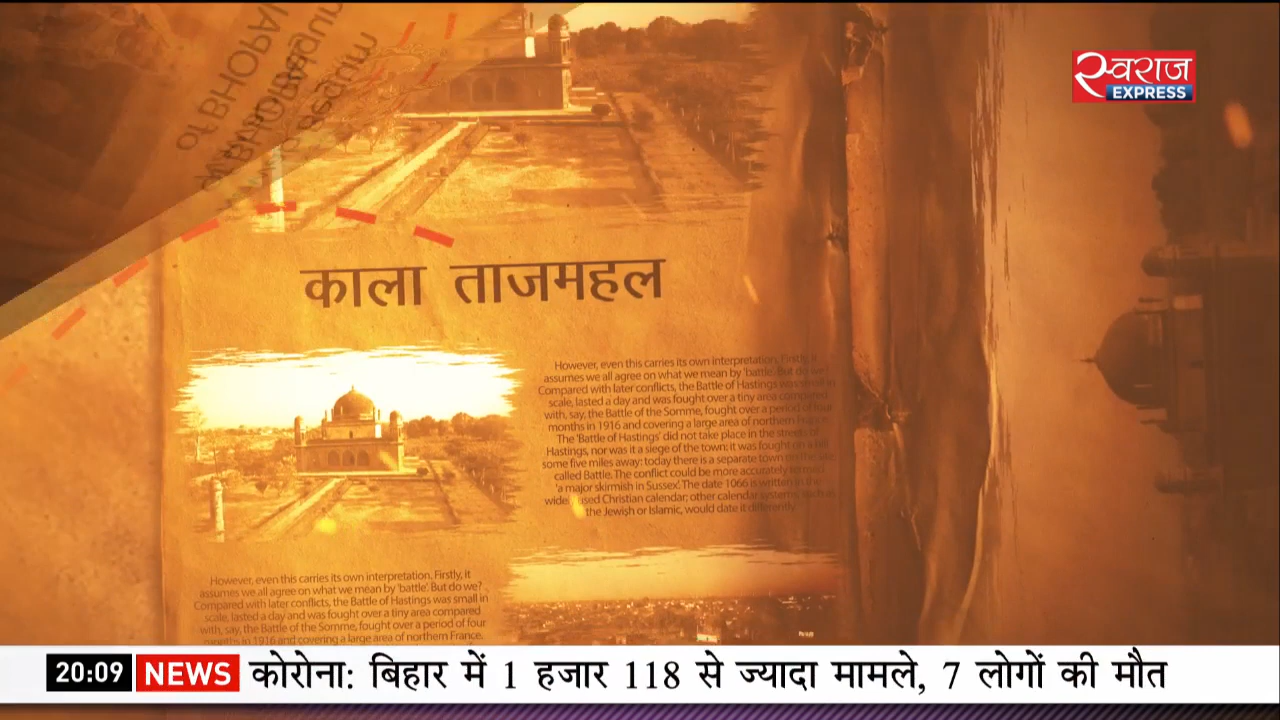 of BHOPAL
स्वराज
EXPRESS
काला ताजमहल
However, even this carries its own interpretation. Firstly, it
assumes we all agree on what we mean by 'battle'. But do we?
Compared with later conflicts, the Battle of Hastings was small in
scale, lasted a day and was fought over a tiny area compared
with, say, the Battle of the Somme, fought over a period of four
months in 1916 and covering a large area of northern France.
The 'Battle of Hastings' did not take place in the streets of
Hastings, nor was it a siege of the town; it was fought on a hill
some five miles away: today there is a separate town on the site
called Battle. The conflict could be more accurately termed
'a major skirmish in Sussex'. The date 1066 is written in the
used Christian calendar; other calendar systems, such as
the Jewish or Islamic, would date it differently.
However, even this carries its own interpretation. Firstly, it
assumes we all agree on what we mean by 'battle'. But do we?
Compared with later conflicts, the Battle of Hastings was small in
scale, lasted a day and was fought over a tiny area compared
with, say, the Battle of the Somme, fought over a period of four
months in 1916 and covering a large area of northern France.
20:09 NEWS कोरोना: बिहार में 1 हजार 118 से ज्यादा मामले, 7 लोगों की मौत